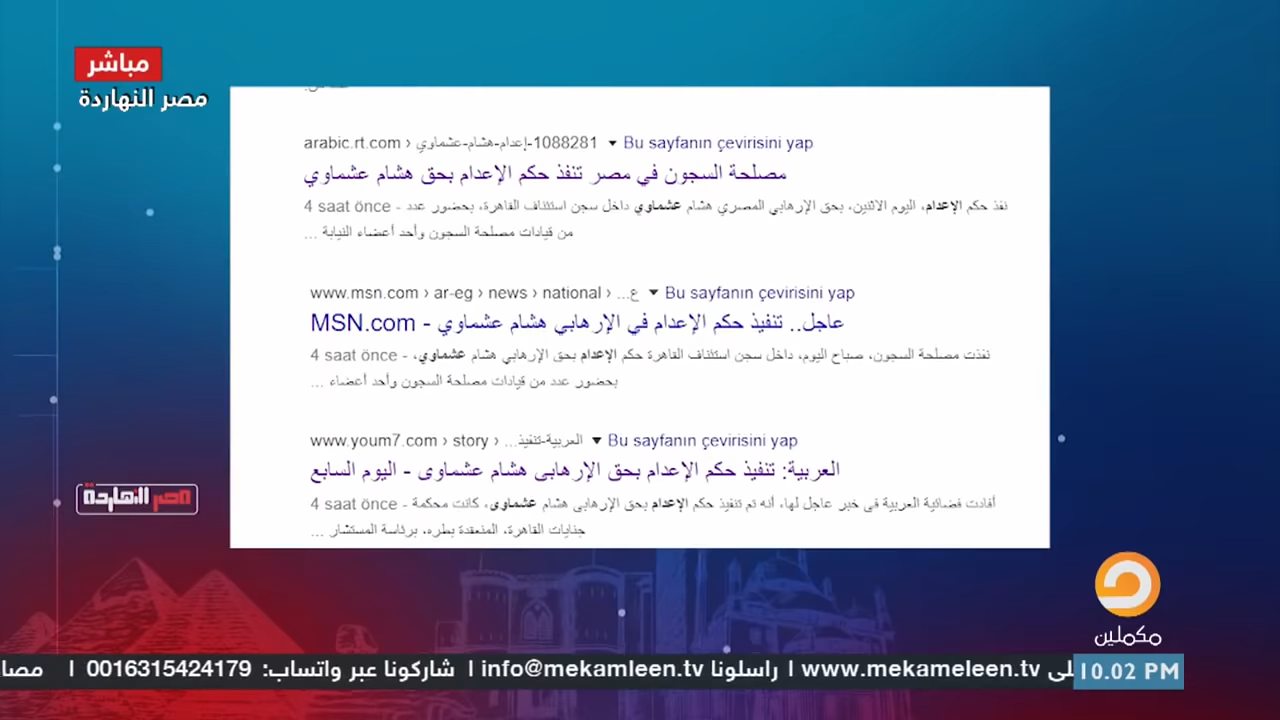 مباشر
مصر النهاردة
arabic.rt.com › إعدام-هشام-عشماوي-1088281 ▾ Bu sayfanın çevirisini yap
مصلحة السجون في مصر تنفذ حكم الإعدام بحق هشام عشماوي
4 saat önce - نفذ حكم الإعدام، اليوم الاثنين، بحق الإرهابي المصري هشام عشماوي داخل سجن استئناف القاهرة، بحضور عدد
من قيادات مصلحة السجون وأحد أعضاء النيابة ...
www.msn.com › ar-eg › news › national › ع... ▾ Bu sayfanın çevirisini yap
عاجل.. تنفيذ حكم الإعدام في الإرهابي هشام عشماوي - MSN.com
4 saat önce - نفذت مصلحة السجون، صباح اليوم، داخل سجن استئناف القاهرة حكم الإعدام بحق الإرهابي هشام عشماوي،
بحضور عدد من قيادات مصلحة السجون وأحد أعضاء ...
www.youm7.com › story › العربية-تنفيذ... ▾ Bu sayfanın çevirisini yap
العربية: تنفيذ حكم الإعدام بحق الإرهابى هشام عشماوى - اليوم السابع
4 saat önce - أفادت فضائية العربية فى خبر عاجل لها، أنه تم تنفيذ حكم الإعدام بحق الإرهابى هشام عشماوى، كانت محكمة
جنايات القاهرة، المنعقدة بطره، برئاسة المستشار ...
مصر النهاردة
مكملين
لى www.mekameleen.tv ا راسلونا info@mekamleen.tv ا شاركونا عبر واتساب: 0016315424179 ا مصا
10.02 PM